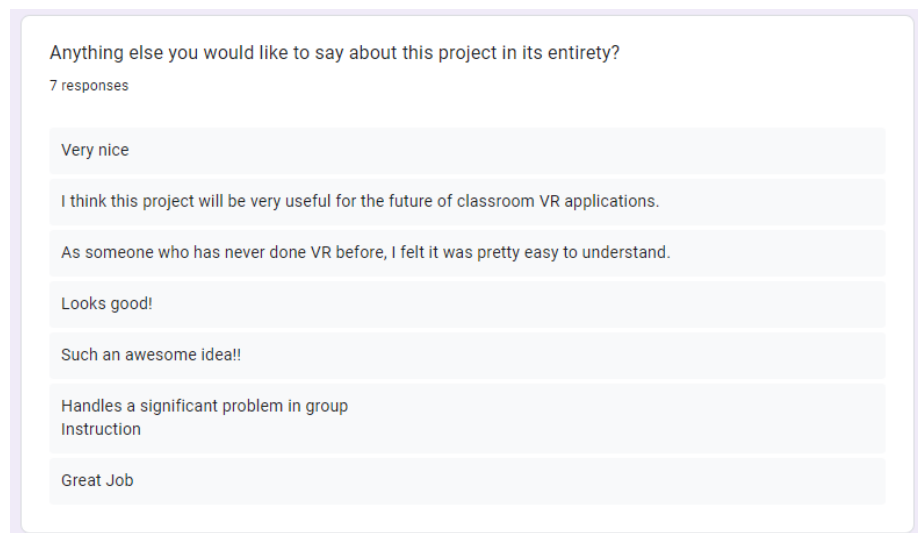 Anything else you would like to say about this project in its entirety?
7 responses
Very nice
I think this project will be very useful for the future of classroom VR applications.
As someone who has never done VR before, I felt it was pretty easy to understand.
Looks good!
Such an awesome idea!!
Handles a significant problem in group
Instruction
Great Job